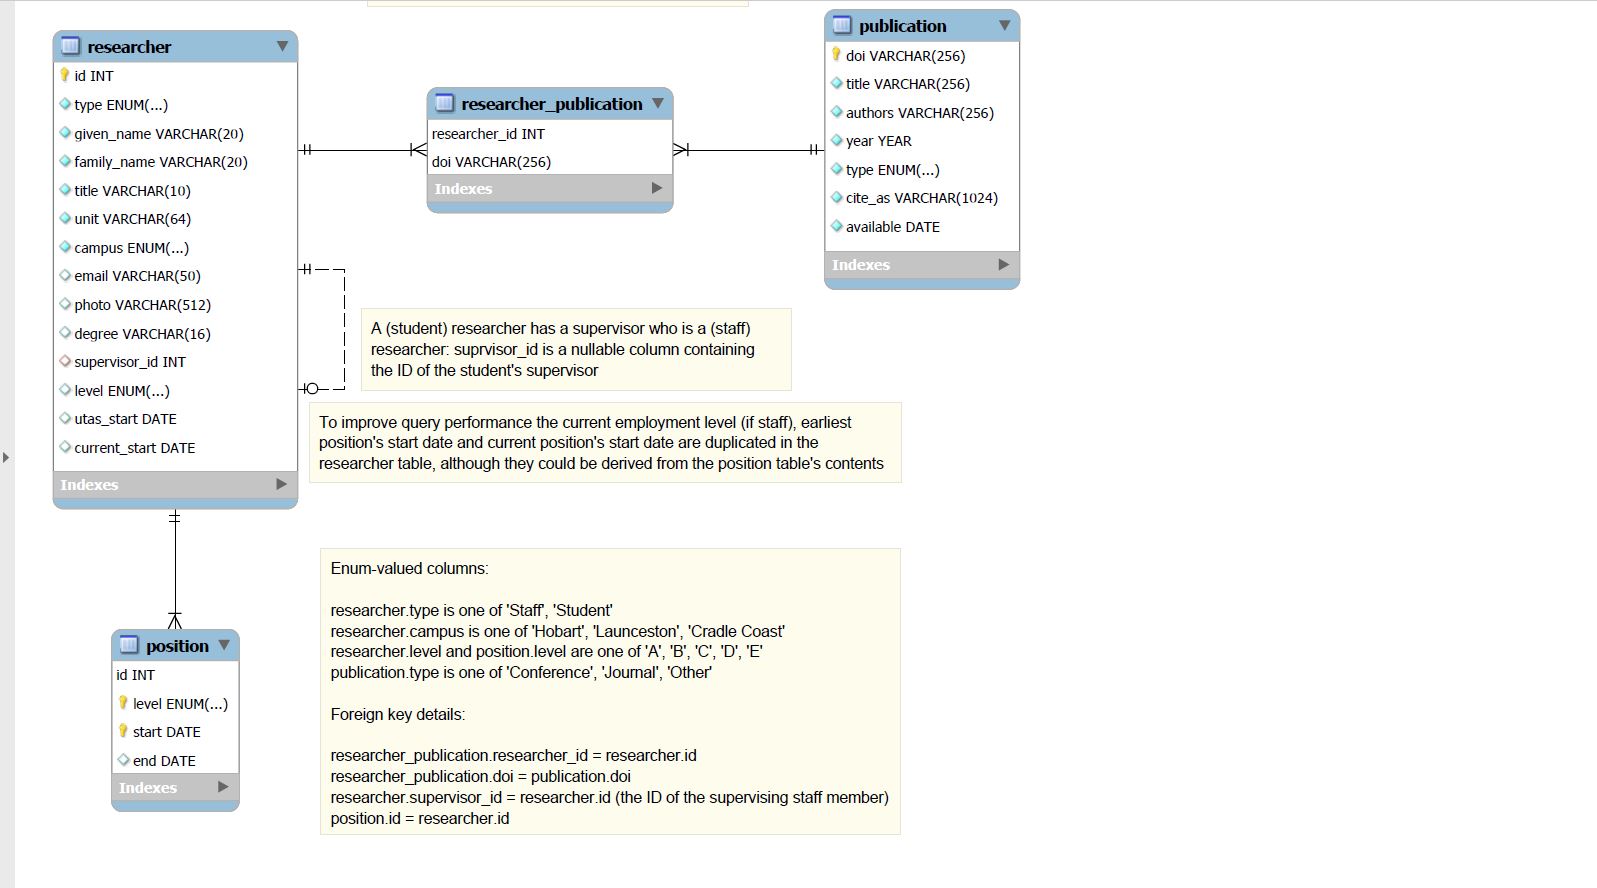 researcher
id INT
type ENUM(...)
given_name VARCHAR(20)
family_name VARCHAR(20)
title VARCHAR(10)
unit VARCHAR(64)
campus ENUM(...)
email VARCHAR(50)
photo VARCHAR(512)
degree VARCHAR(16)
supervisor_id INT
level ENUM(...)
utas_start DATE
current_start DATE
Indexes
researcher_publication
researcher_id INT
doi VARCHAR(256)
Indexes
publication
doi VARCHAR(256)
title VARCHAR(256)
authors VARCHAR(256)
year YEAR
type ENUM(...)
cite_as VARCHAR(1024)
available DATE
Indexes
A (student) researcher has a supervisor who is a (staff)
researcher: suprvisor_id is a nullable column containing
the ID of the student's supervisor
To improve query performance the current employment level (if staff), earliest
position's start date and current position's start date are duplicated in the
researcher table, although they could be derived from the position table's contents
position
id INT
level ENUM(...)
start DATE
end DATE
Indexes
Enum-valued columns:
researcher.type is one of 'Staff', 'Student'
researcher.campus is one of 'Hobart', 'Launceston', 'Cradle Coast'
researcher.level and position.level are one of 'A', 'B', 'C', 'D', 'E'
publication.type is one of 'Conference', 'Journal', 'Other'
Foreign key details:
researcher_publication.researcher_id = researcher.id
researcher_publication.doi = publication.doi
researcher.supervisor_id = researcher.id (the ID of the supervising staff member)
position.id = researcher.id